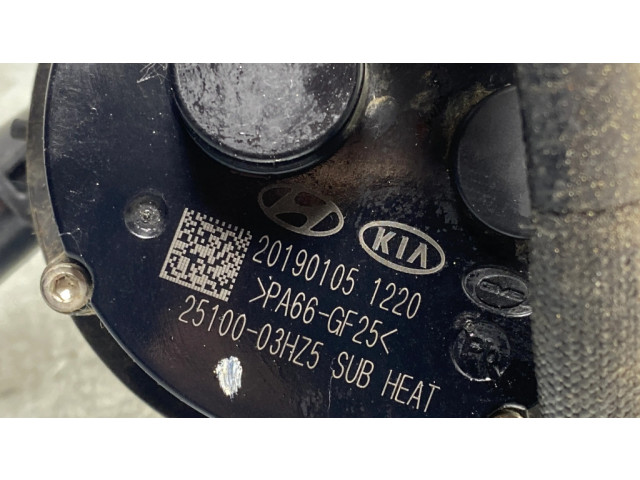 KIA
20190105 1220
>PA66-GF25<
25100-03HZ5 SUB HEAT